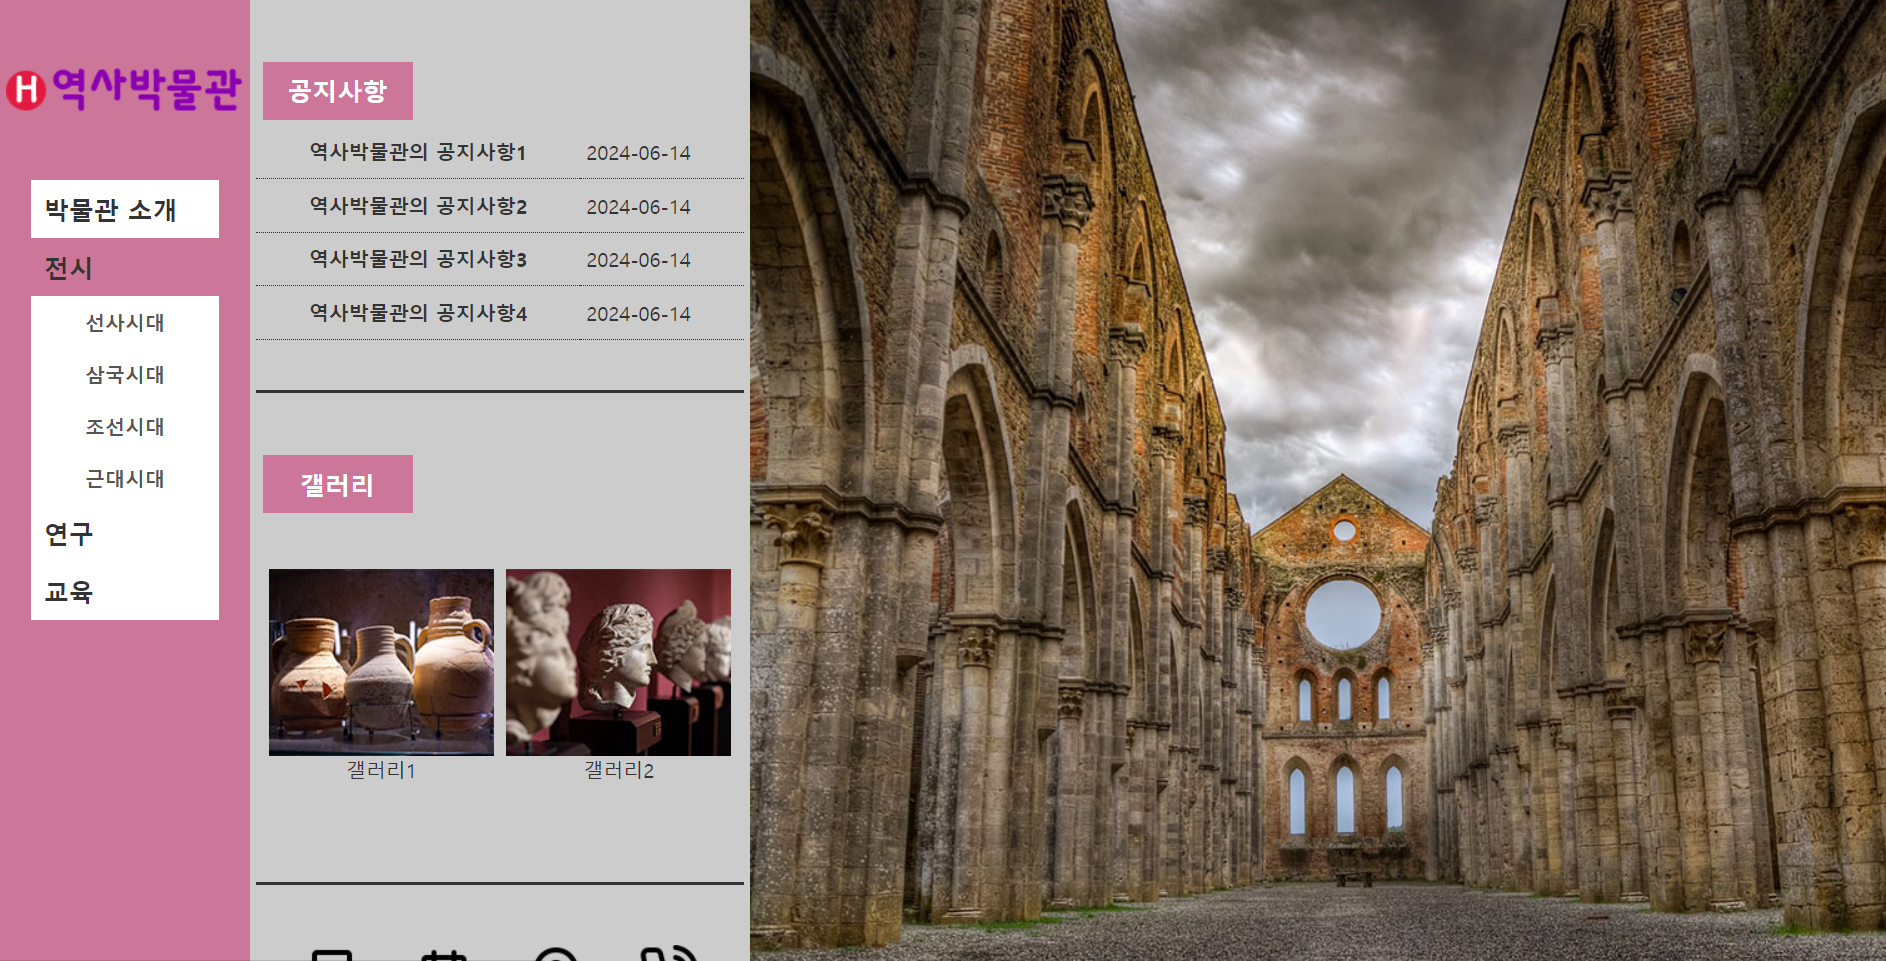 H 역사박물관
박물관 소개
전시
선사시대
삼국시대
조선시대
근대시대
연구
교육
공지사항
역사박물관의 공지사항1 2024-06-14
역사박물관의 공지사항2 2024-06-14
역사박물관의 공지사항3 2024-06-14
역사박물관의 공지사항4 2024-06-14
갤러리
갤러리1 갤러리2